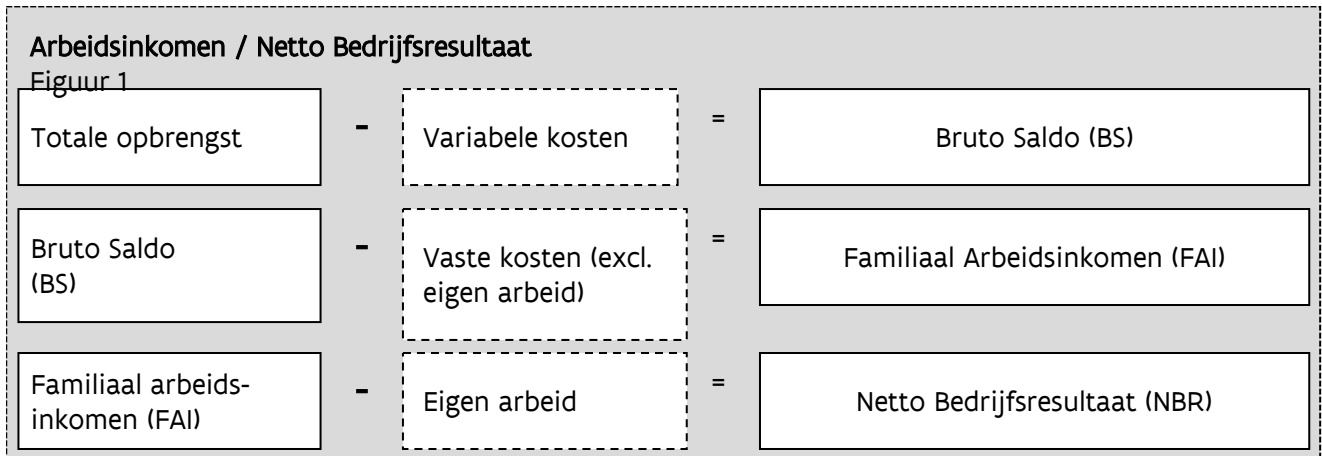 Arbeidsinkomen / Netto Bedrijfsresultaat
Figuur 1
Totale opbrengst - Variabele kosten = Bruto Saldo (BS)
Bruto Saldo
(BS)
-
Vaste kosten (excl.
eigen arbeid)
=
Familiaal Arbeidsinkomen (FAI)
Familiaal arbeids-
inkomen (FAI)
-
Eigen arbeid
=
Netto Bedrijfsresultaat (NBR)